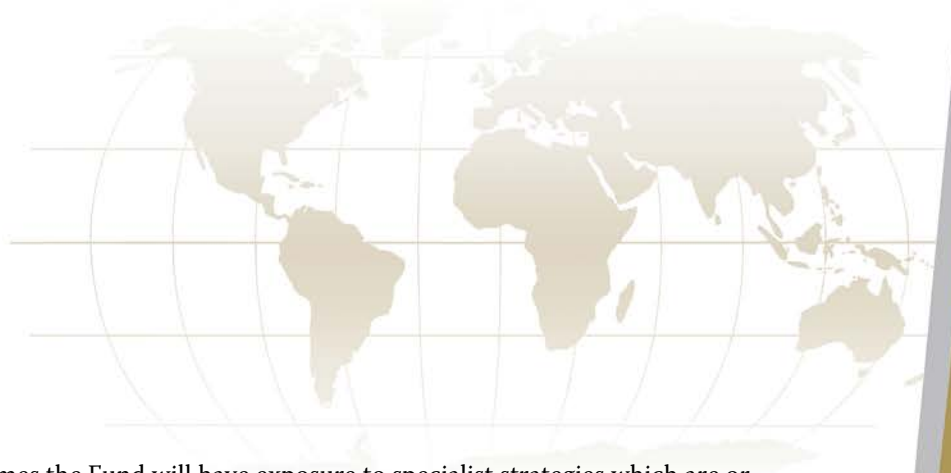 mes the Fund will have exposure to specialist strategies which are or